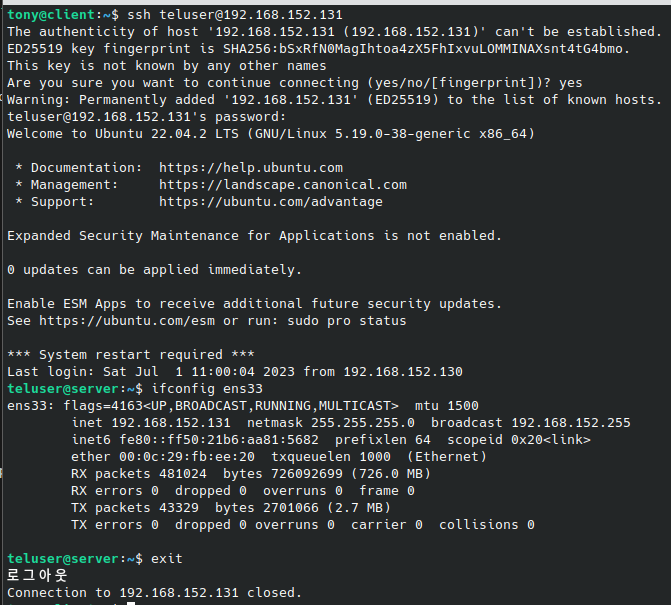 tony@client:~$ ssh teluser@192.168.152.131
The authenticity of host '192.168.152.131 (192.168.152.131)' can't be established.
ED25519 key fingerprint is SHA256:bSxRfN0MagIhtoa4zX5FhIxvuLOMMINAXsnt4tG4bmo.
This key is not known by any other names
Are you sure you want to continue connecting (yes/no/[fingerprint])? yes
Warning: Permanently added '192.168.152.131' (ED25519) to the list of known hosts.
teluser@192.168.152.131's password:
Welcome to Ubuntu 22.04.2 LTS (GNU/Linux 5.19.0-38-generic x86_64)

 * Documentation:  https://help.ubuntu.com
 * Management:     https://landscape.canonical.com
 * Support:        https://ubuntu.com/advantage

Expanded Security Maintenance for Applications is not enabled.

0 updates can be applied immediately.

Enable ESM Apps to receive additional future security updates.
See https://ubuntu.com/esm or run: sudo pro status

*** System restart required ***
Last login: Sat Jul  1 11:00:04 2023 from 192.168.152.130
teluser@server:~$ ifconfig ens33
ens33: flags=4163<UP,BROADCAST,RUNNING,MULTICAST>  mtu 1500
        inet 192.168.152.131  netmask 255.255.255.0  broadcast 192.168.152.255
        inet6 fe80::ff50:21b6:aa81:5682  prefixlen 64  scopeid 0x20<link>
        ether 00:0c:29:fb:ee:20  txqueuelen 1000  (Ethernet)
        RX packets 481024  bytes 726092699 (726.0 MB)
        RX errors 0  dropped 0  overruns 0  frame 0
        TX packets 43329  bytes 2701066 (2.7 MB)
        TX errors 0  dropped 0 overruns 0  carrier 0  collisions 0

teluser@server:~$ exit
로그아웃
Connection to 192.168.152.131 closed.